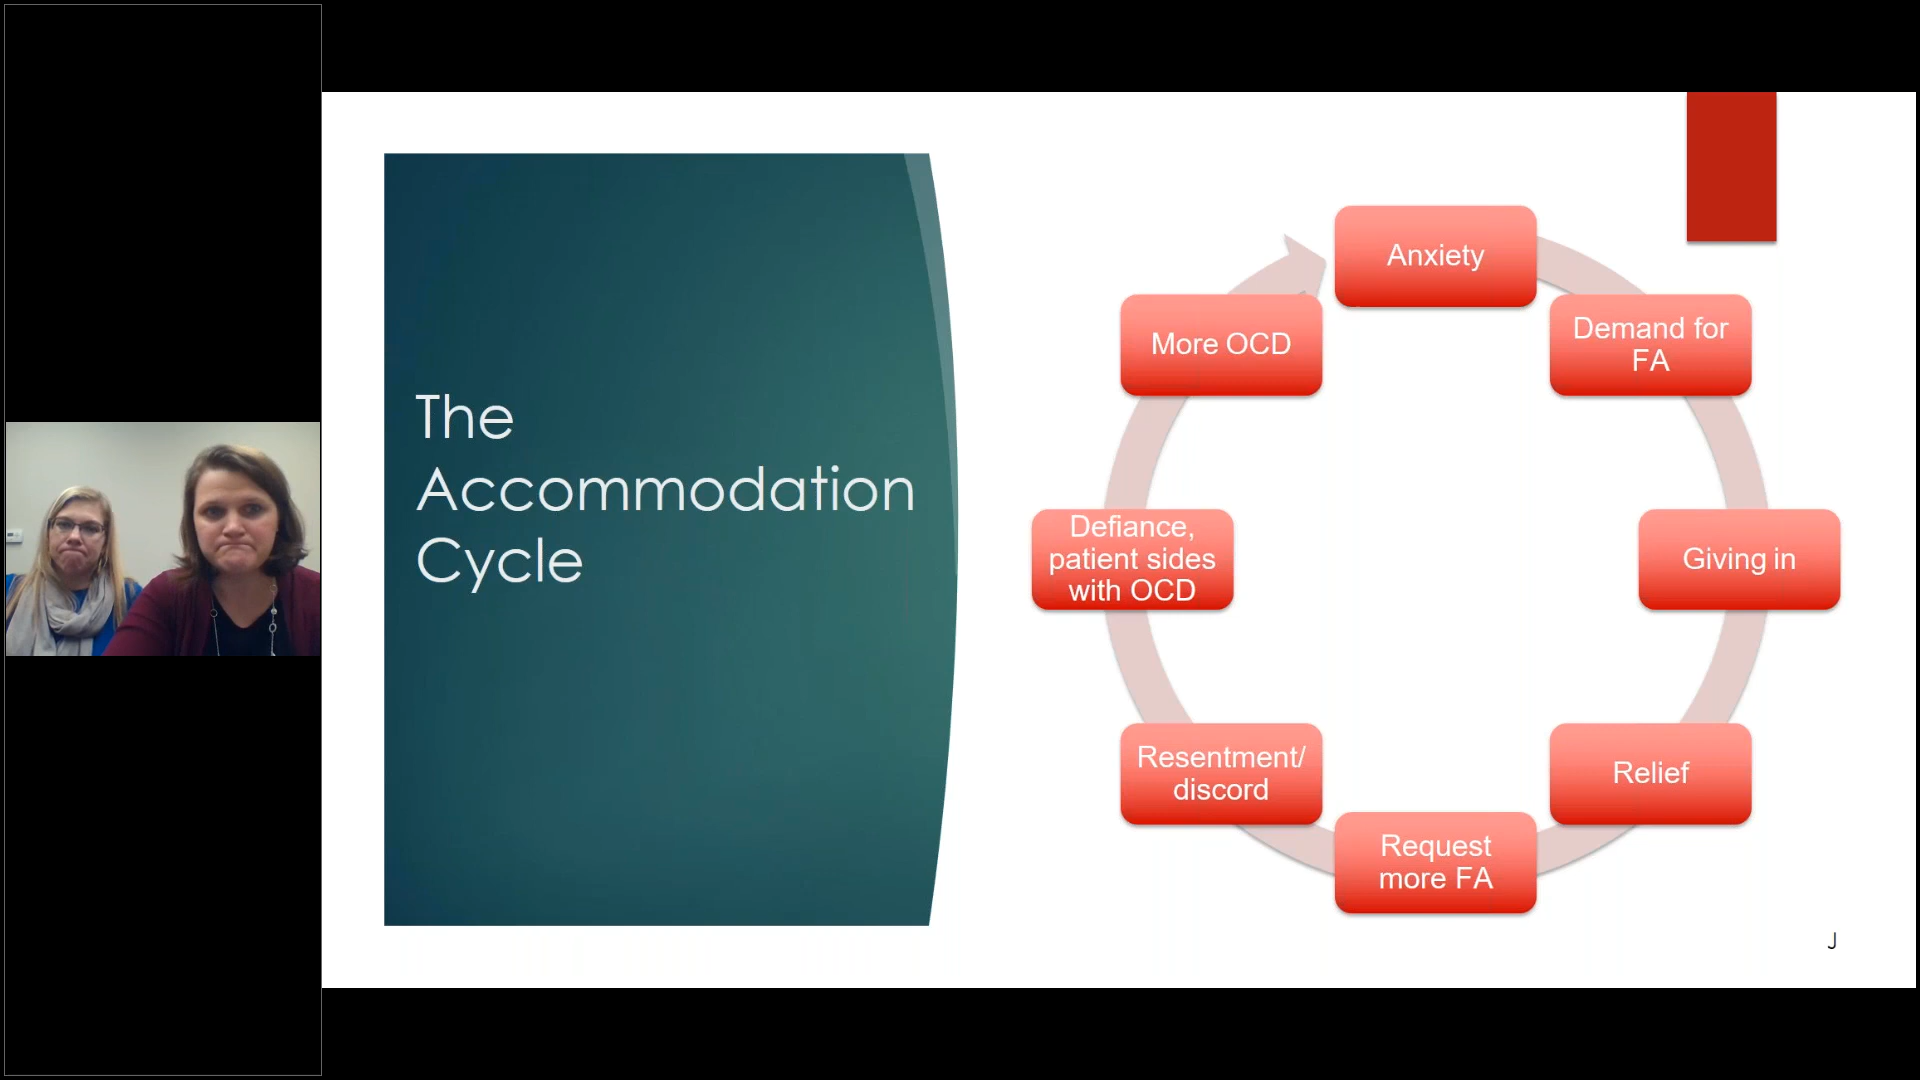 The
Accommodation
Cycle
Anxiety
Demand for
FA
Giving in
Relief
Request
more FA
Resentment/
discord
Defiance,
patient sides
with OCD
More OCD
J